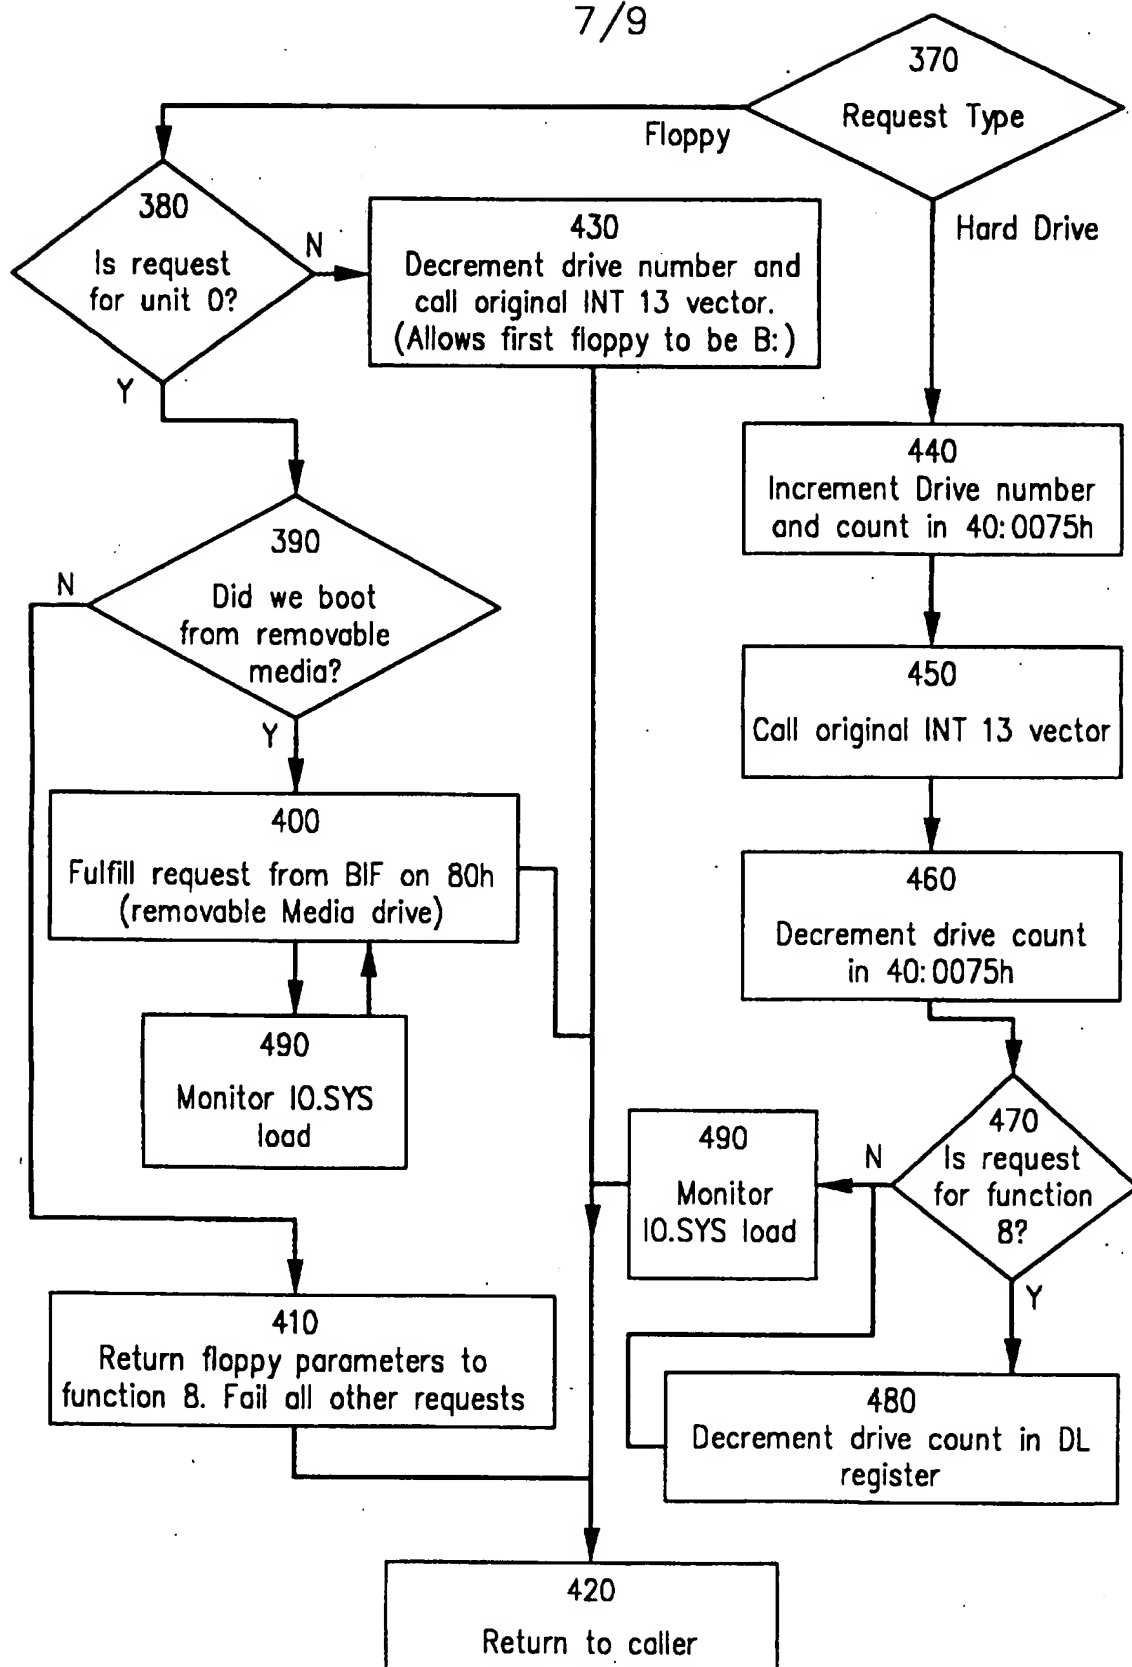 7/9
370
Request Type
Floppy
Hard Drive
380
Is request
for unit 0?
N
Y
430
Decrement drive number and
call original INT 13 vector.
(Allows first floppy to be B:)
440
Increment Drive number
and count in 40:0075h
390
Did we boot
from removable
media?
N
Y
450
Call original INT 13 vector
400
Fulfill request from BIF on 80h
(removable Media drive)
460
Decrement drive count
in 40:0075h
490
Monitor IO.SYS
load
470
Is request
for function
8?
N
Y
490
Monitor
IO.SYS load
410
Return floppy parameters to
function 8. Fail all other requests
480
Decrement drive count in DL
register
420
Return to caller